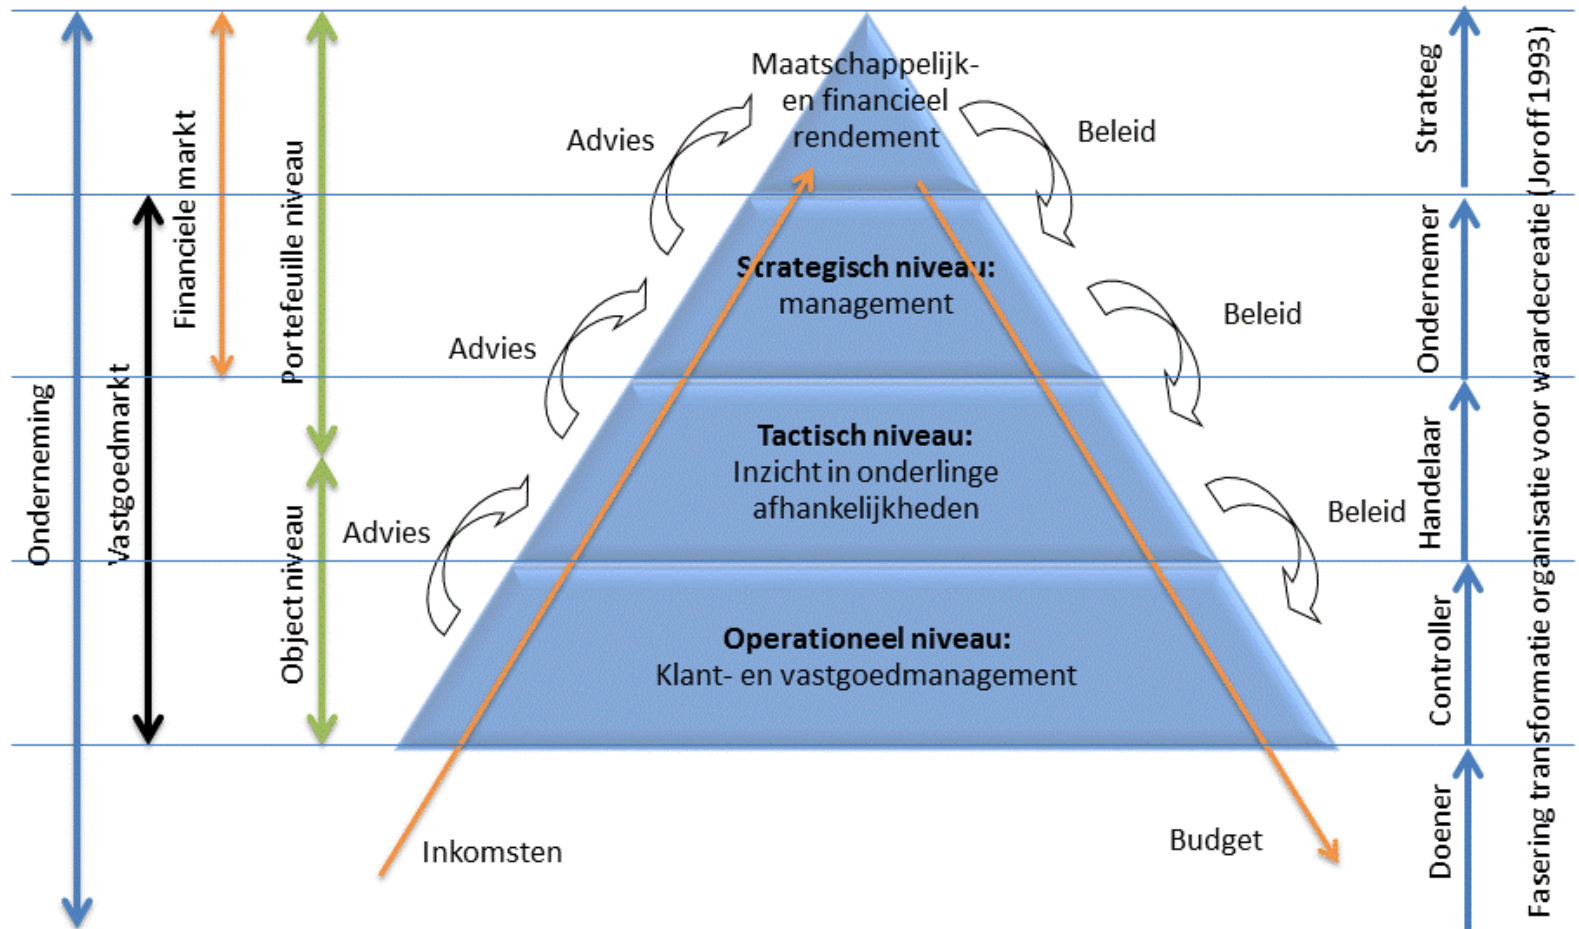 Onderneming
Vastgoedmarkt
Financiele markt
Portefeuille niveau
Object niveau
Maatschappelijk-
en financieel
rendement
Strategisch niveau:
management
Tactisch niveau:
Inzicht in onderlinge
afhankelijkheden
Operationeel niveau:
Klant- en vastgoedmanagement
Advies
Advies
Advies
Beleid
Beleid
Beleid
Inkomsten
Budget
Strateeg
Ondernemer
Handelaar
Controller
Doener
Fasering transformatie organisatie voor waardecreatie (Joroff 1993)